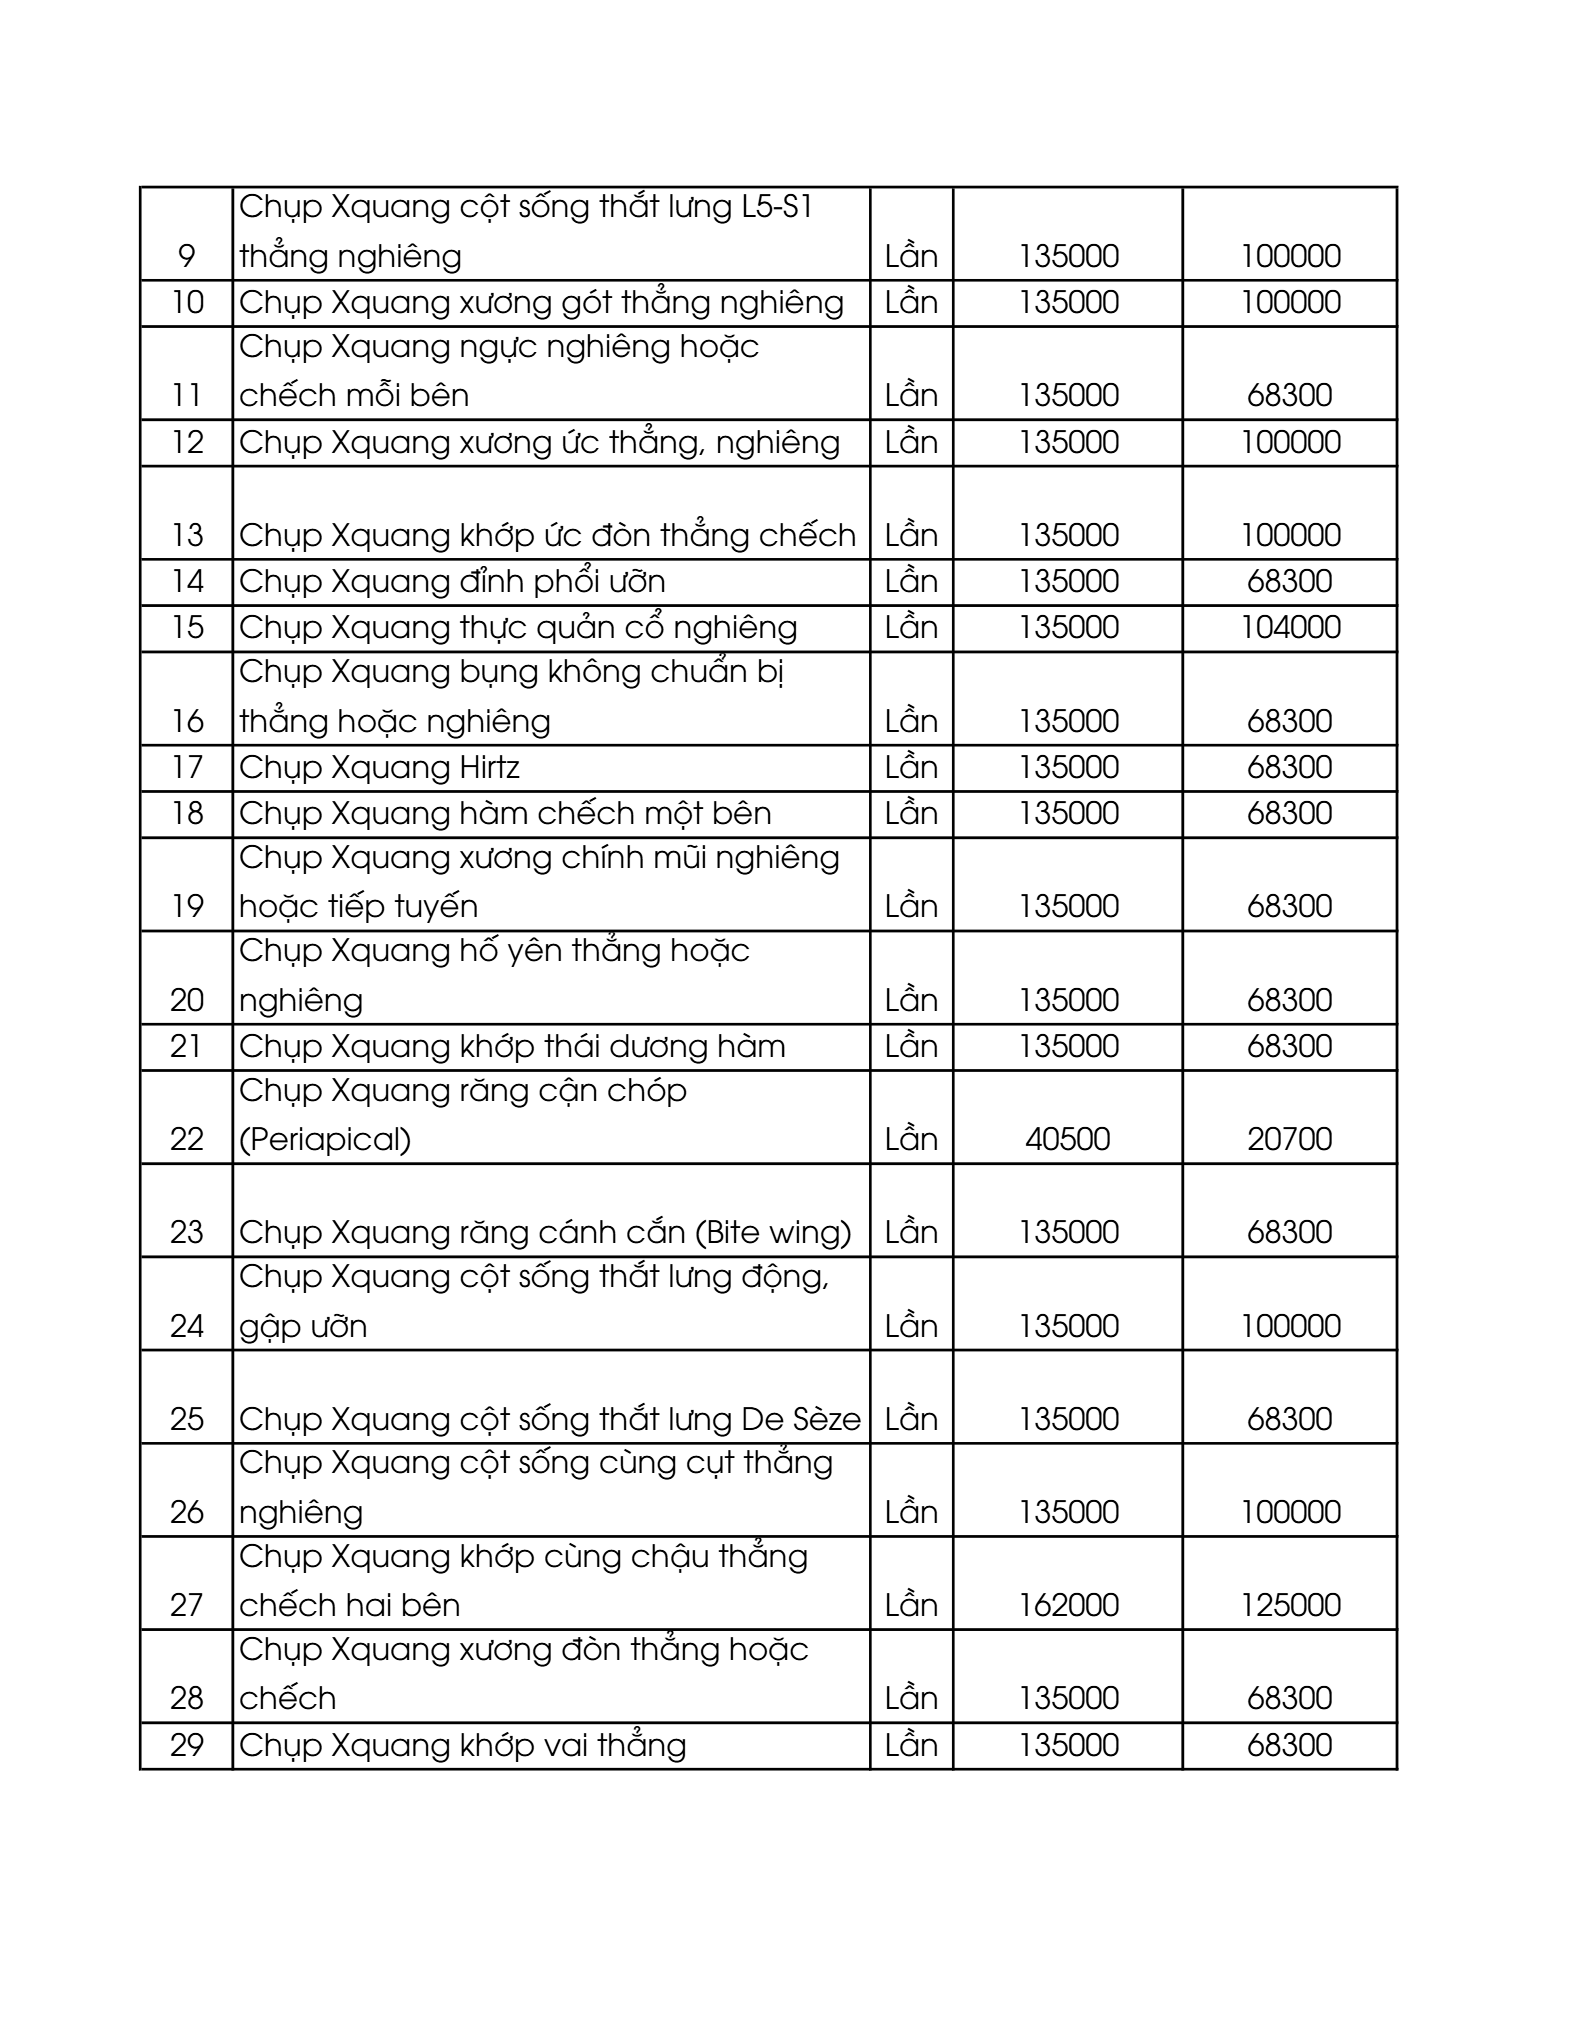 Chụp Xquang cột sống thắt lưng L5-S1
9 thẳng nghiêng Lần 135000 100000
10 Chụp Xquang xương gót thẳng nghiêng Lần 135000 100000
Chụp Xquang ngực nghiêng hoặc
11 chếch mỗi bên Lần 135000 68300
12 Chụp Xquang xương ức thẳng, nghiêng Lần 135000 100000
13 Chụp Xquang khớp ức đòn thẳng chếch Lần 135000 100000
14 Chụp Xquang đỉnh phổi ưỡn Lần 135000 68300
15 Chụp Xquang thực quản cổ nghiêng Lần 135000 104000
Chụp Xquang bụng không chuẩn bị
16 thẳng hoặc nghiêng Lần 135000 68300
17 Chụp Xquang Hirtz Lần 135000 68300
18 Chụp Xquang hàm chếch một bên Lần 135000 68300
Chụp Xquang xương chính mũi nghiêng
19 hoặc tiếp tuyến Lần 135000 68300
Chụp Xquang hố yên thẳng hoặc
20 nghiêng Lần 135000 68300
21 Chụp Xquang khớp thái dương hàm Lần 135000 68300
Chụp Xquang răng cận chóp
22 (Periapical) Lần 40500 20700
23 Chụp Xquang răng cánh cắn (Bite wing) Lần 135000 68300
Chụp Xquang cột sống thắt lưng động,
24 gập ưỡn Lần 135000 100000
25 Chụp Xquang cột sống thắt lưng De Sèze Lần 135000 68300
Chụp Xquang cột sống cùng cụt thẳng
26 nghiêng Lần 135000 100000
Chụp Xquang khớp cùng chậu thẳng
27 chếch hai bên Lần 162000 125000
Chụp Xquang xương đòn thẳng hoặc
28 chếch Lần 135000 68300
29 Chụp Xquang khớp vai thẳng Lần 135000 68300